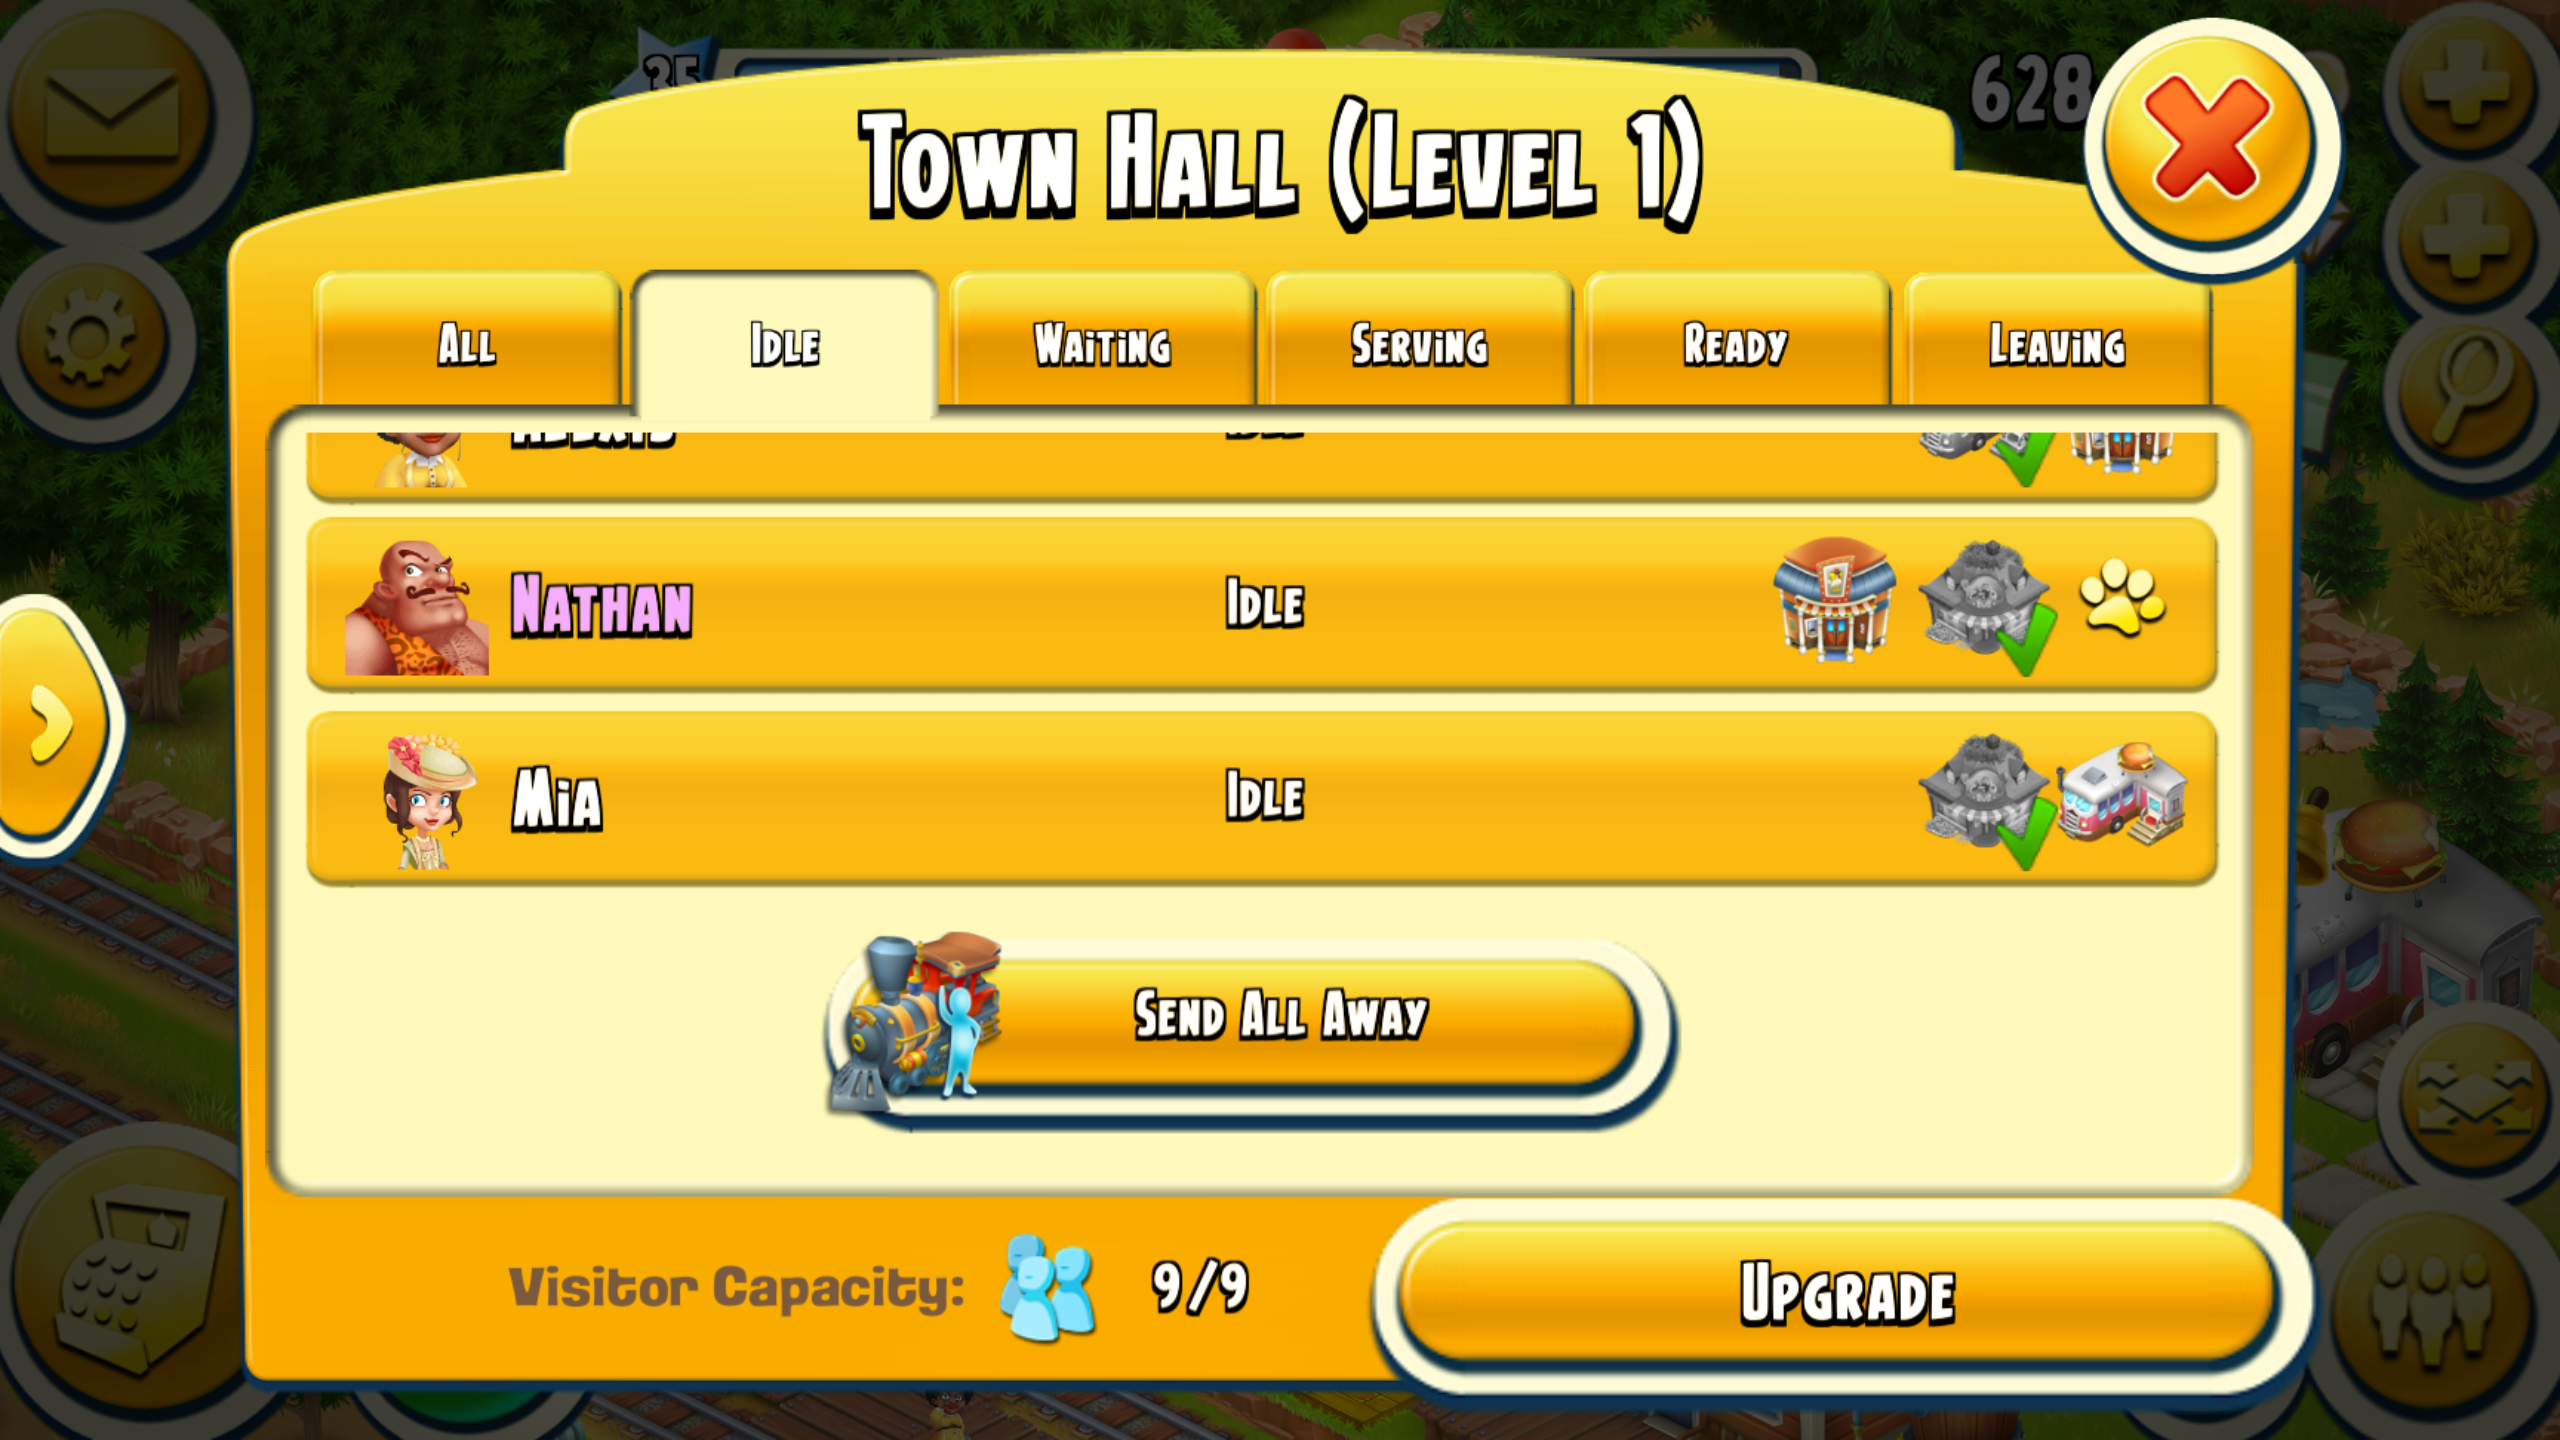 35
628
Town Hall (Level 1)
All
Idle
Waiting
Serving
Ready
Leaving
Nathan
Idle
Mia
Idle
Send All Away
Visitor Capacity:
9/9
Upgrade